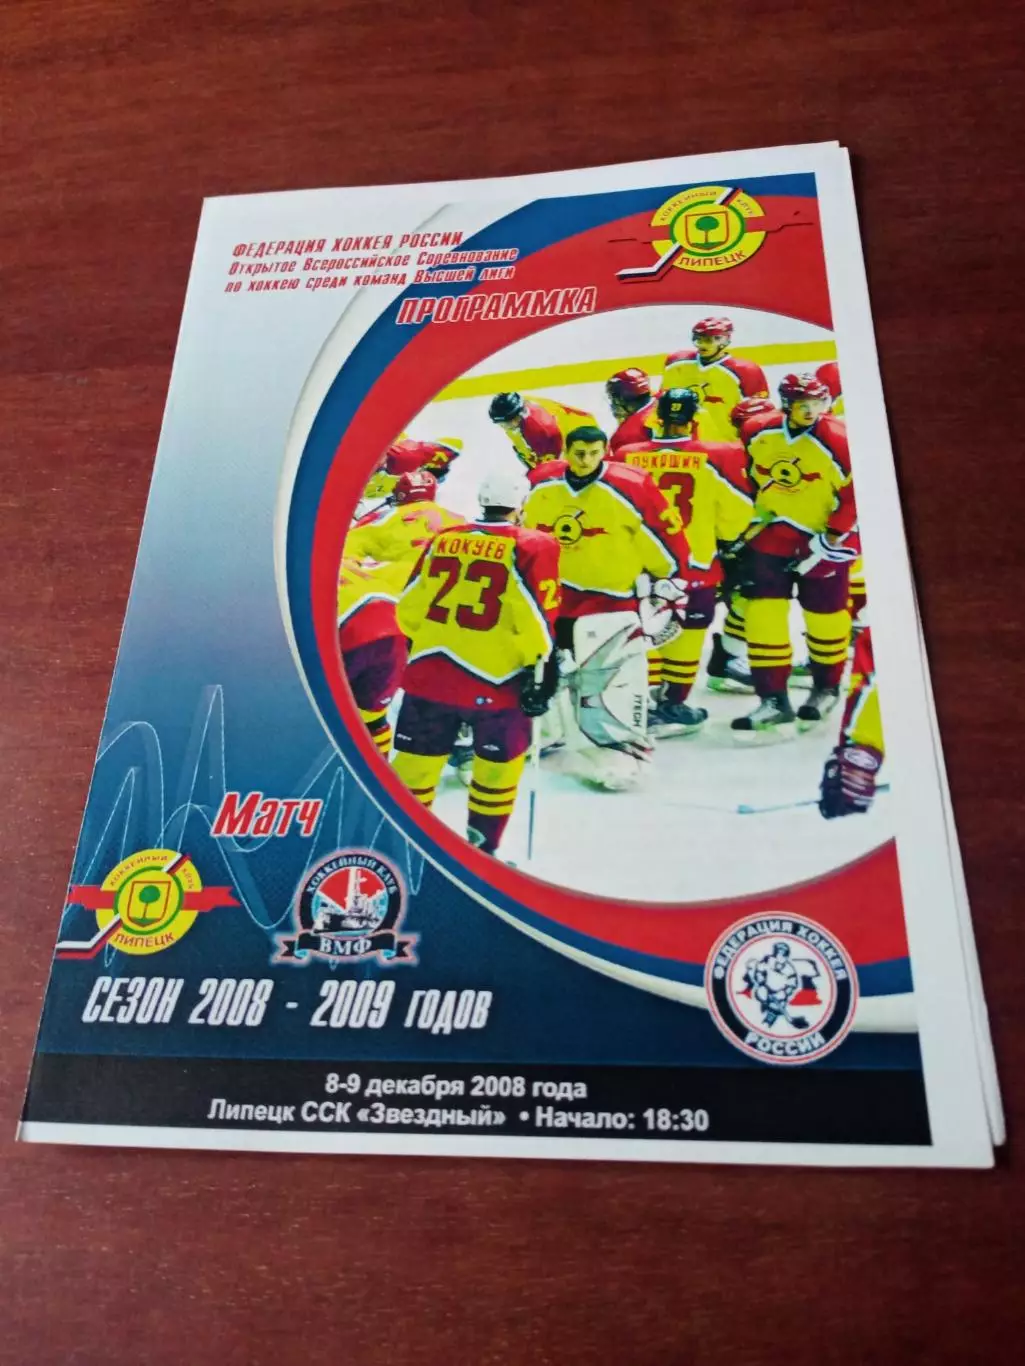 ФЕДЕРАЦИЯ ХОККЕЯ РОССИИ
Открытое Всероссийское Соревнование
по хоккею среди команд Высшей лиги
ПРОГРАММКА
ХОККЕЙНЫЙ КЛУБ
ЛИПЕЦК
27
ЛУКАШИН
КОКУЕВ
23
ITECH
Матч
ХОККЕЙНЫЙ КЛУБ
ЛИПЕЦК
ХОККЕЙНЫЙ КЛУБ
ВМФ
ФЕДЕРАЦИЯ ХОККЕЯ
РОССИИ
СЕЗОН 2008 - 2009 ГОДОВ
8-9 декабря 2008 года
Липецк ССК «Звездный» • Начало: 18:30